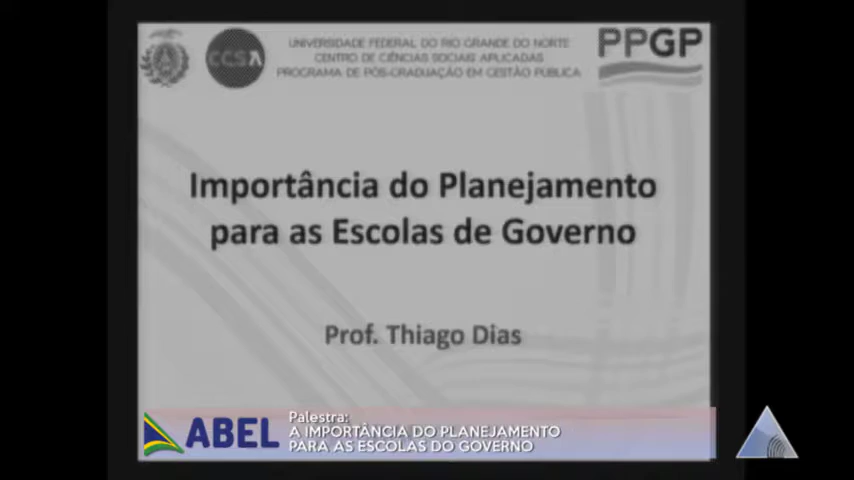 CCSA
UNIVERSIDADE FEDERAL DO RIO GRANDE DO NORTE
CENTRO DE CIÊNCIAS SOCIAIS APLICADAS
PROGRAMA DE PÓS-GRADUAÇÃO EM GESTÃO PÚBLICA
PPGP
Importância do Planejamento
para as Escolas de Governo
Prof. Thiago Dias
ABEL
Palestra:
A IMPORTÂNCIA DO PLANEJAMENTO
PARA AS ESCOLAS DO GOVERNO